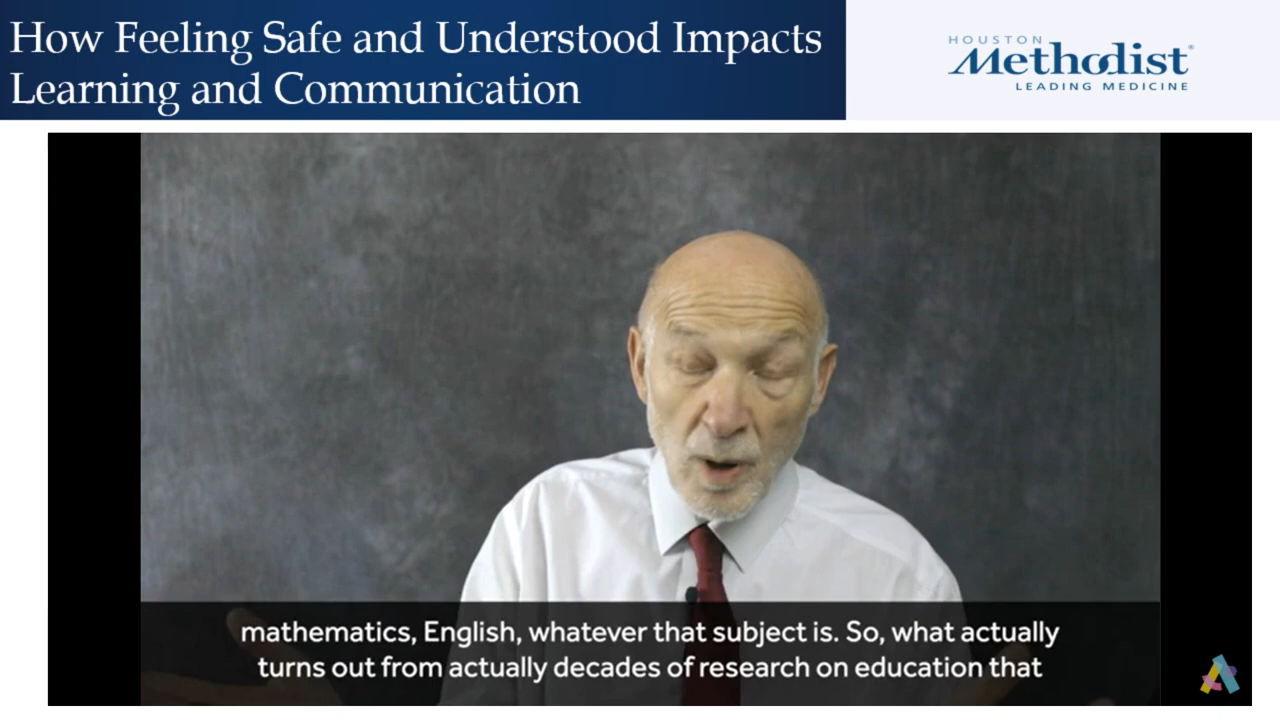 How Feeling Safe and Understood Impacts
Learning and Communication
HOUSTON
Methodist®
LEADING MEDICINE
mathematics, English, whatever that subject is. So, what actually
turns out from actually decades of research on education that